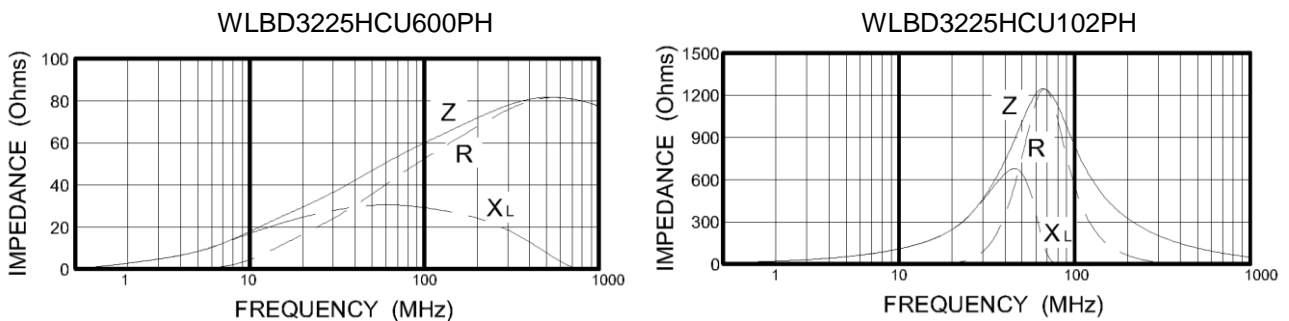 WLBD3225HCU600PH
IMPEDANCE (Ohms)
100
80
60
40
20
0
Z
R
XL
1
10
100
1000
FREQUENCY (MHz)
WLBD3225HCU102PH
IMPEDANCE (Ohms)
1500
1200
900
600
300
0
Z
R
XL
1
10
100
1000
FREQUENCY (MHz)